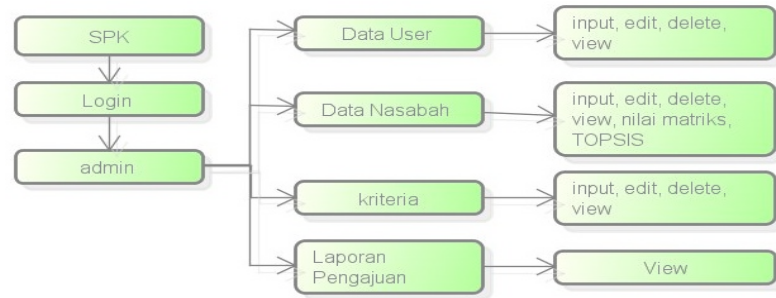 SPK
Login
admin
Data User
input, edit, delete,
view
Data Nasabah
input, edit, delete,
view, nilai matriks,
TOPSIS
kriteria
input, edit, delete,
view
Laporan
Pengajuan
View